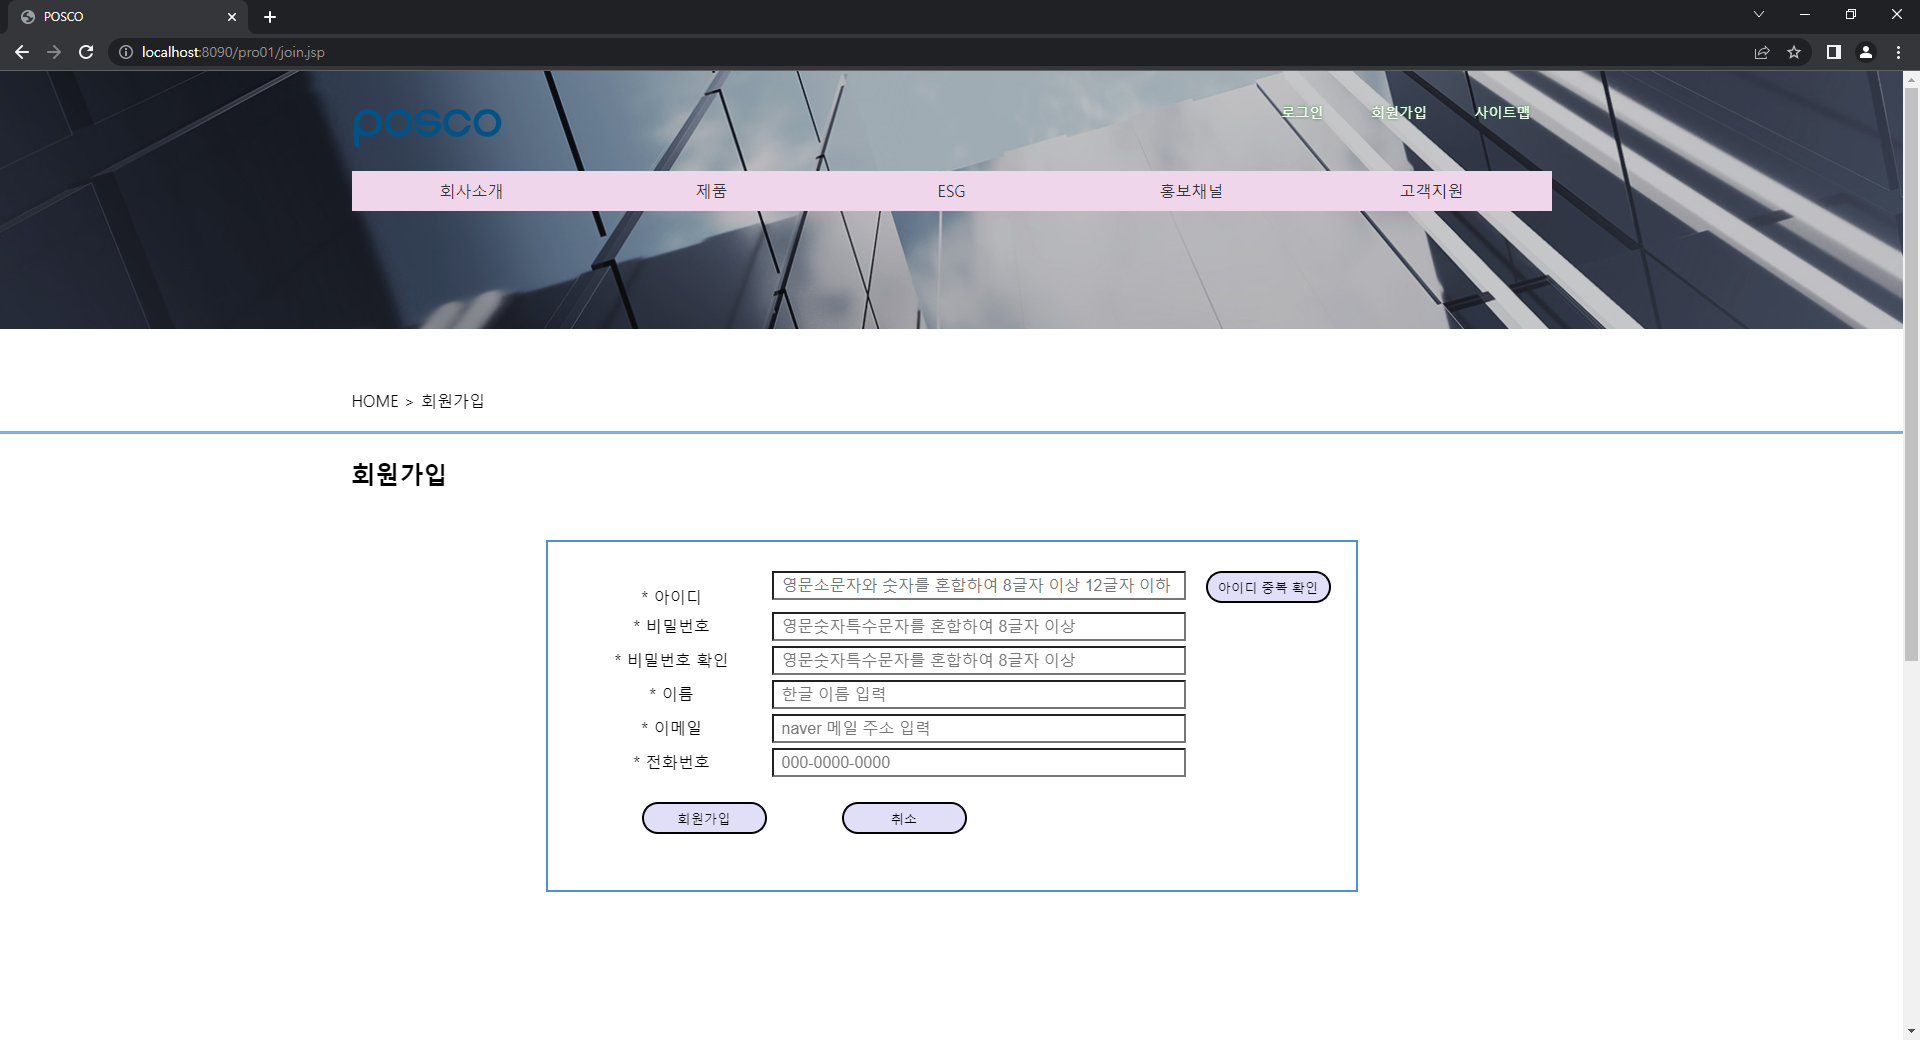 POSCO
localhost:8090/pro01/join.jsp
posco
로그인 회원가입 사이트맵
회사소개 제품 ESG 홍보채널 고객지원
HOME > 회원가입
회원가입
* 아이디 영문소문자와 숫자를 혼합하여 8글자 이상 12글자 이하 아이디 중복 확인
* 비밀번호 영문숫자특수문자를 혼합하여 8글자 이상
* 비밀번호 확인 영문숫자특수문자를 혼합하여 8글자 이상
* 이름 한글 이름 입력
* 이메일 naver 메일 주소 입력
* 전화번호 000-0000-0000
회원가입 취소